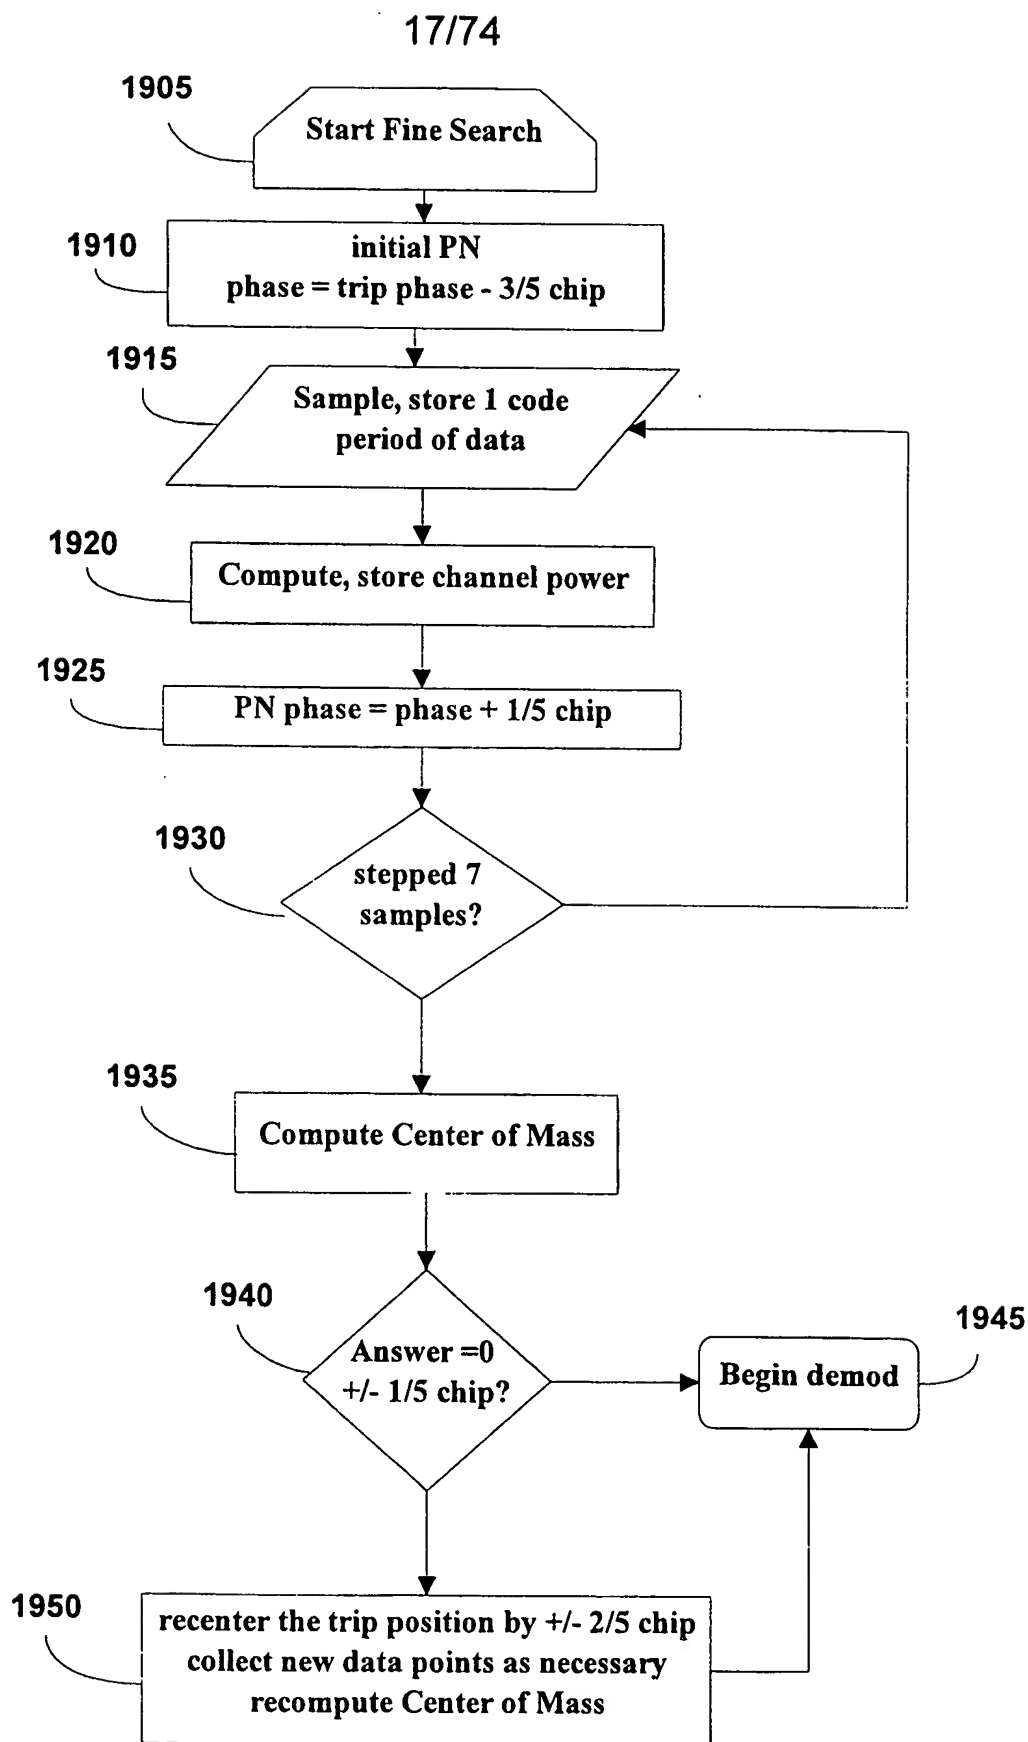 17/74
1905
Start Fine Search
1910
initial PN
phase = trip phase - 3/5 chip
1915
Sample, store 1 code
period of data
1920
Compute, store channel power
1925
PN phase = phase + 1/5 chip
1930
stepped 7
samples?
1935
Compute Center of Mass
1940
Answer =0
+/- 1/5 chip?
1945
Begin demod
1950
recenter the trip position by +/- 2/5 chip
collect new data points as necessary
recompute Center of Mass